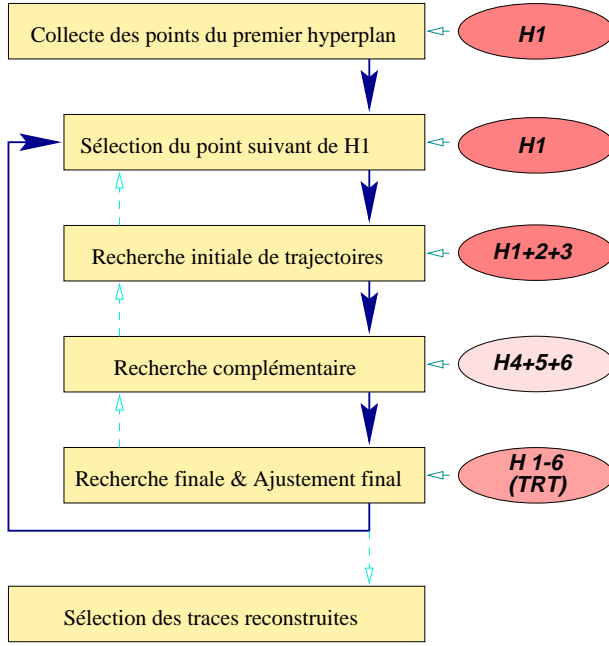 Collecte des points du premier hyperplan
H1
Sélection du point suivant de H1
H1
Recherche initiale de trajectoires
H1+2+3
Recherche complémentaire
H4+5+6
Recherche finale & Ajustement final
H 1-6
(TRT)
Sélection des traces reconstruites